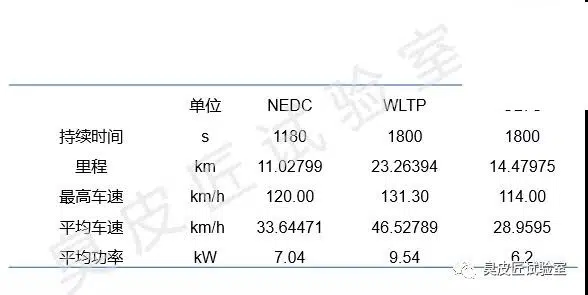 臭皮匠试验室
单位 NEDC WLTP
持续时间 s 1180 1800 1800
里程 km 11.02799 23.26394 14.47975
最高车速 km/h 120.00 131.30 114.00
平均车速 km/h 33.64471 46.52789 28.9595
平均功率 kW 7.04 9.54 6.2
臭皮匠试验室